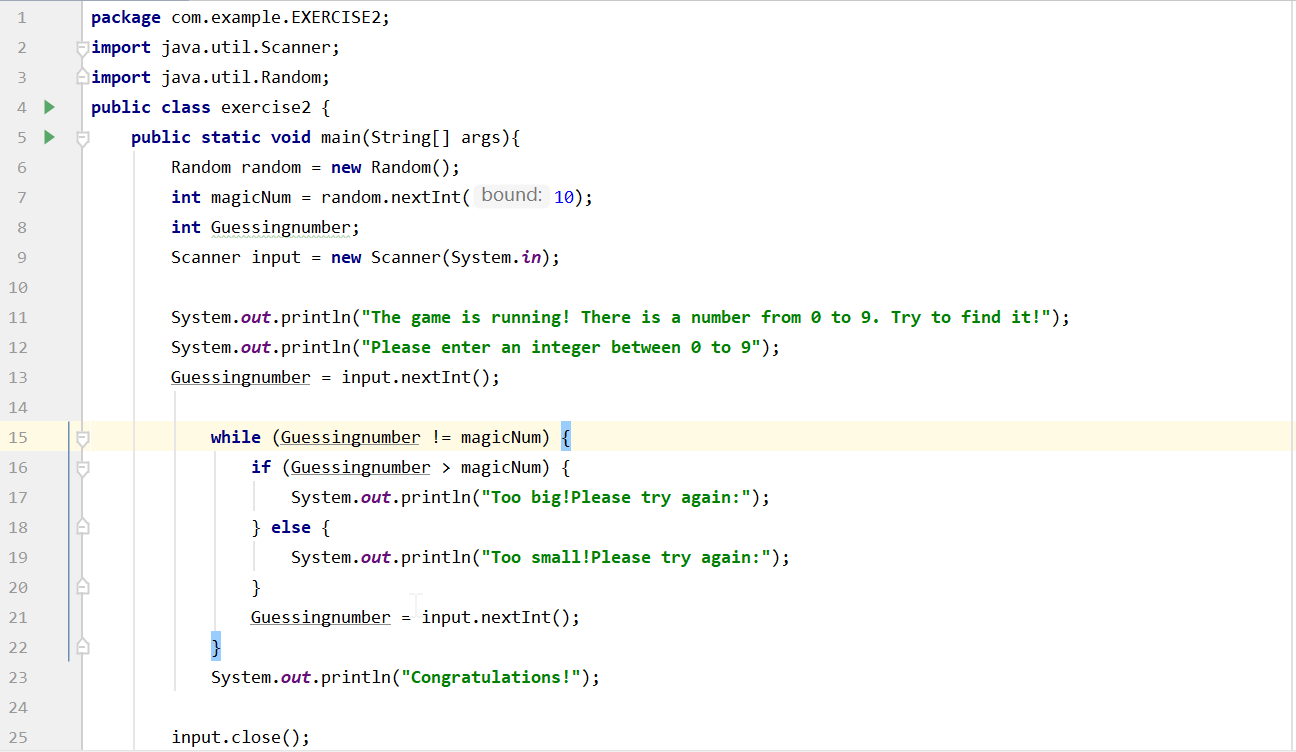 1 package com.example.EXERCISE2;
2 import java.util.Scanner;
3 import java.util.Random;
4 public class exercise2 {
5 public static void main(String[] args){
6 Random random = new Random();
7 int magicNum = random.nextInt( bound: 10);
8 int Guessingnumber;
9 Scanner input = new Scanner(System.in);
10
11 System.out.println("The game is running! There is a number from 0 to 9. Try to find it!");
12 System.out.println("Please enter an integer between 0 to 9");
13 Guessingnumber = input.nextInt();
14
15 while (Guessingnumber != magicNum) {
16 if (Guessingnumber > magicNum) {
17 System.out.println("Too big!Please try again:");
18 } else {
19 System.out.println("Too small!Please try again:");
20 }
21 Guessingnumber = input.nextInt();
22 }
23 System.out.println("Congratulations!");
24
25 input.close();